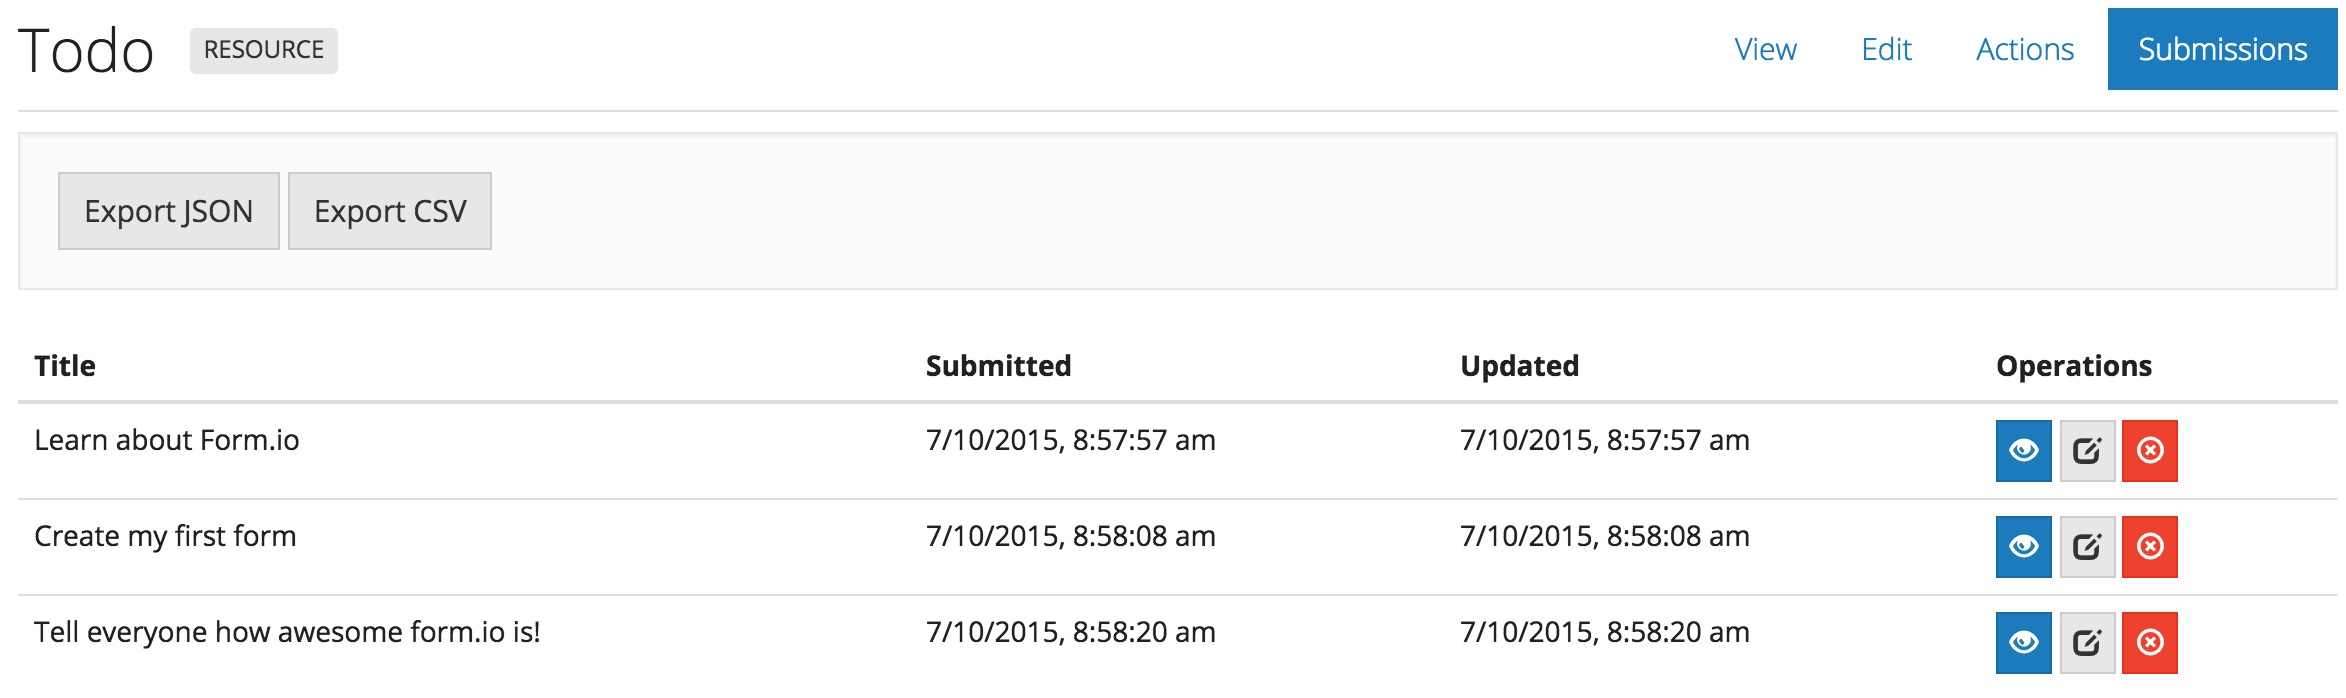 Todo RESOURCE View Edit Actions Submissions
Export JSON Export CSV
Title Submitted Updated Operations
Learn about Form.io 7/10/2015, 8:57:57 am 7/10/2015, 8:57:57 am
Create my first form 7/10/2015, 8:58:08 am 7/10/2015, 8:58:08 am
Tell everyone how awesome form.io is! 7/10/2015, 8:58:20 am 7/10/2015, 8:58:20 am